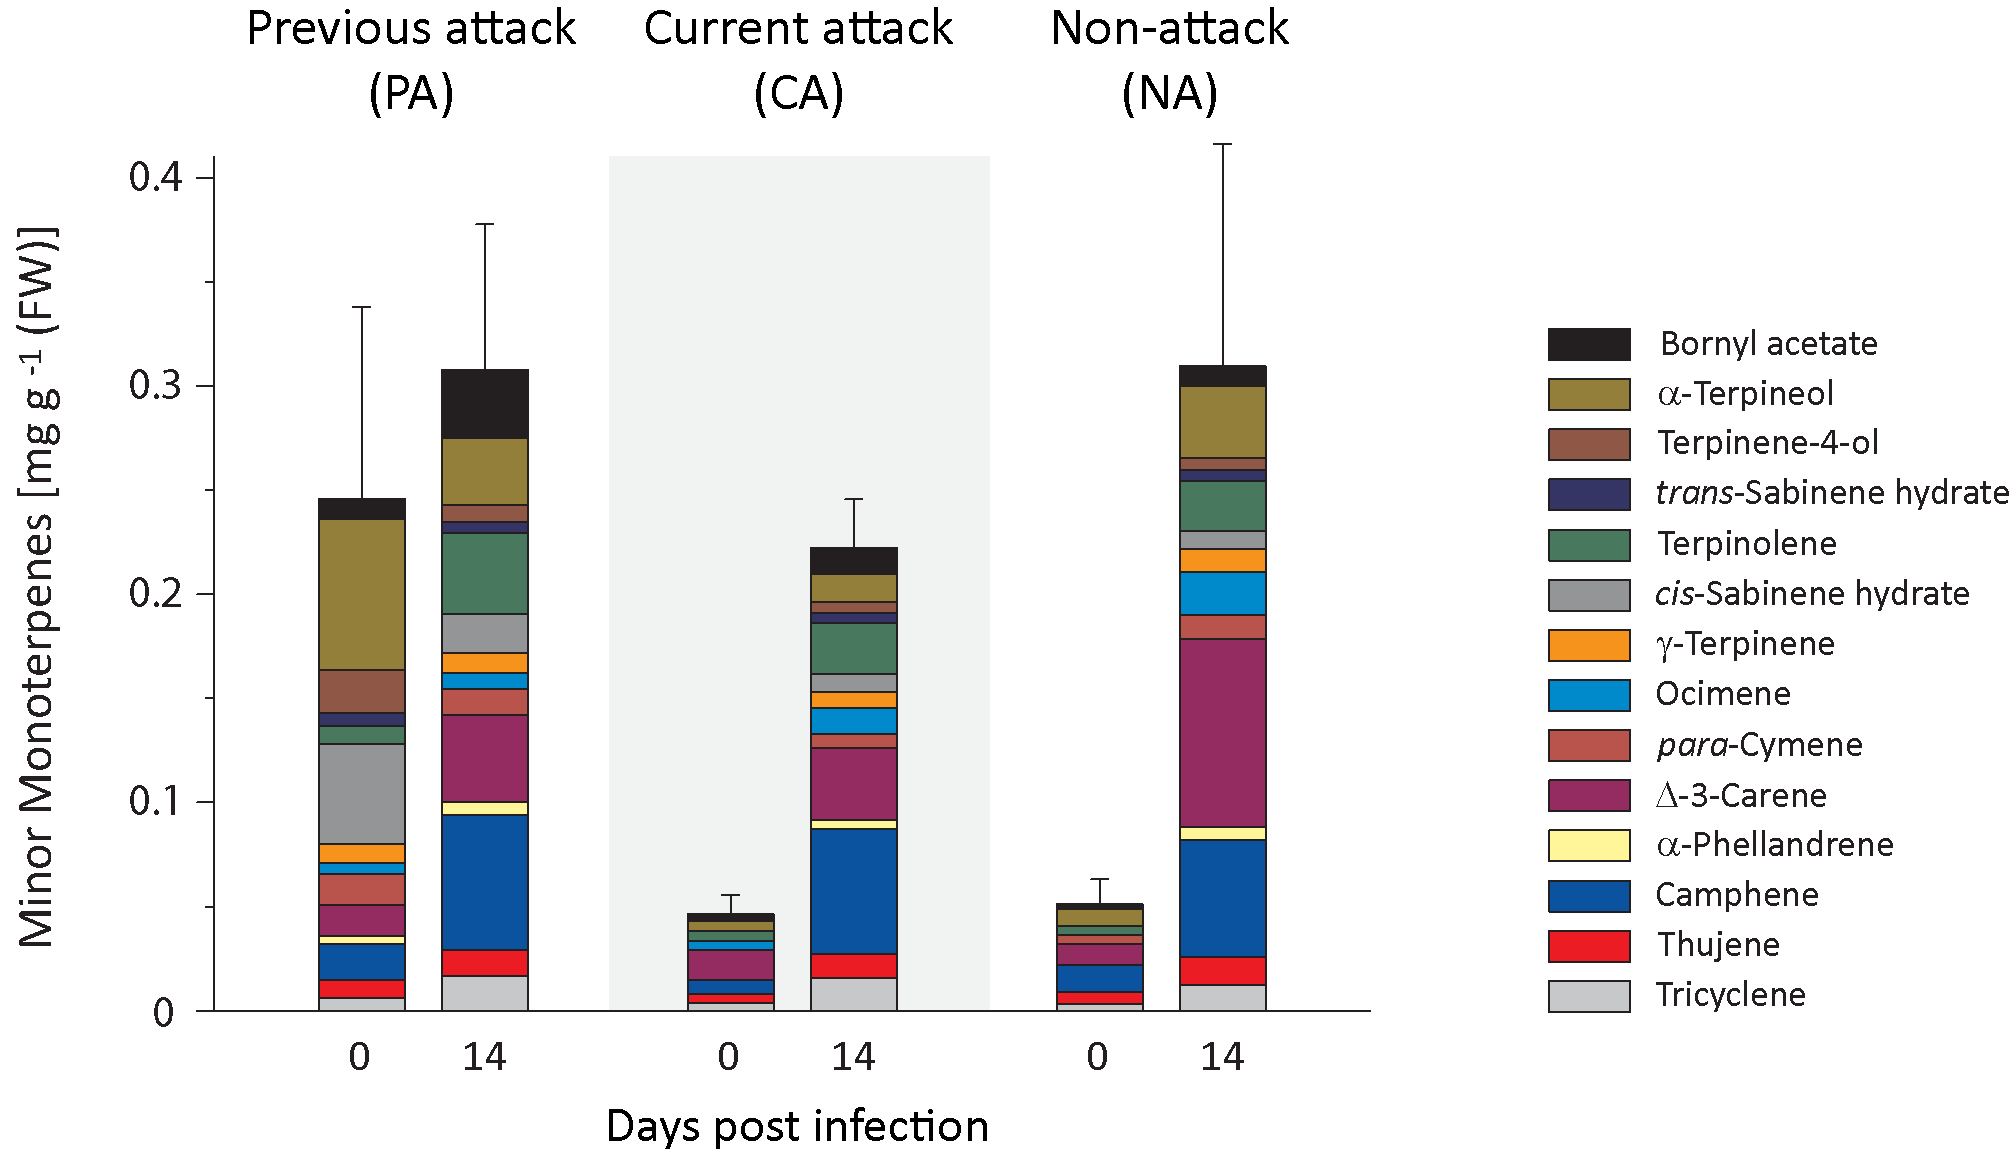 Previous attack
(PA)
Current attack
(CA)
Non-attack
(NA)
Minor Monoterpenes [mg g -1 (FW)]
0.4
0.3
0.2
0.1
0
0
14
0
14
0
14
Days post infection
Bornyl acetate
α-Terpineol
Terpinene-4-ol
trans-Sabinene hydrate
Terpinolene
cis-Sabinene hydrate
γ-Terpinene
Ocimene
para-Cymene
Δ-3-Carene
α-Phellandrene
Camphene
Thujene
Tricyclene